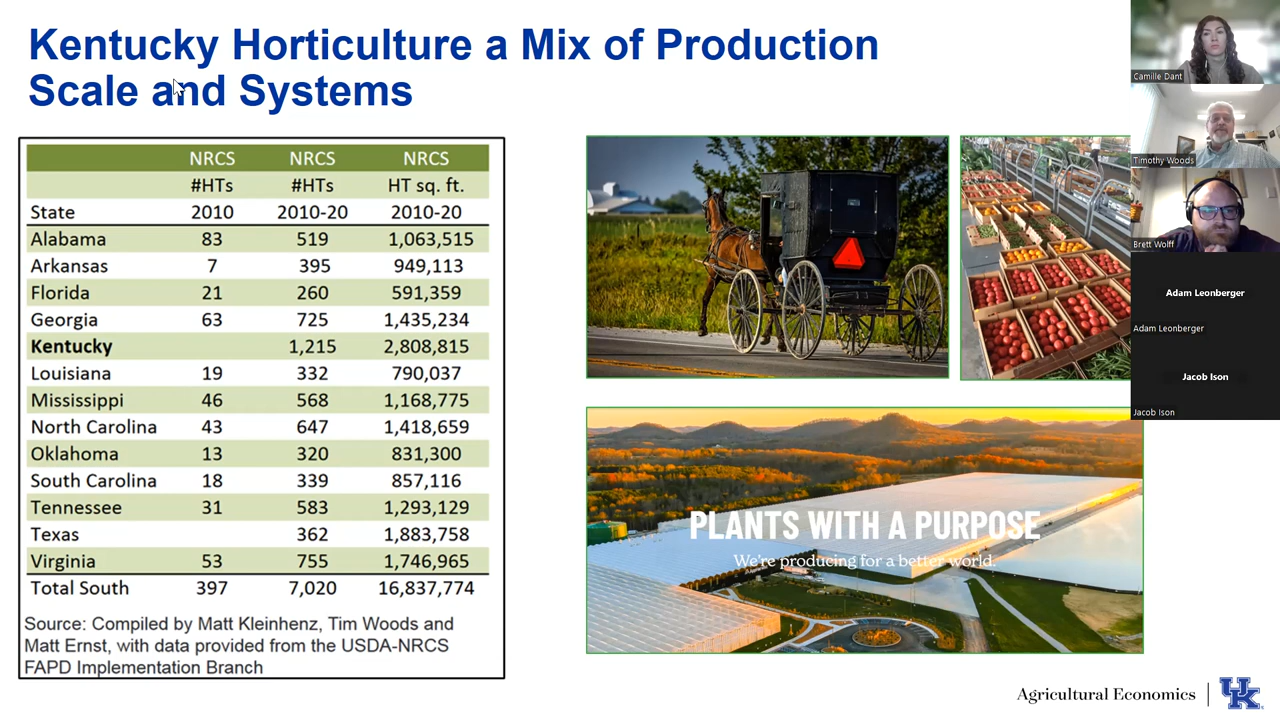 Kentucky Horticulture a Mix of Production
Scale and Systems
NRCS NRCS NRCS
#HTs #HTs HT sq. ft.
State 2010 2010-20 2010-20
Alabama 83 519 1,063,515
Arkansas 7 395 949,113
Florida 21 260 591,359
Georgia 63 725 1,435,234
Kentucky 1,215 2,808,815
Louisiana 19 332 790,037
Mississippi 46 568 1,168,775
North Carolina 43 647 1,418,659
Oklahoma 13 320 831,300
South Carolina 18 339 857,116
Tennessee 31 583 1,293,129
Texas 362 1,883,758
Virginia 53 755 1,746,965
Total South 397 7,020 16,837,774
Source: Compiled by Matt Kleinhenz, Tim Woods and
Matt Ernst, with data provided from the USDA-NRCS
FAPD Implementation Branch
PLANTS WITH A PURPOSE
We're producing for a better world.
Camille Dant
Timothy Woods
Brett Wolff
Adam Leonberger
Adam Leonberger
Jacob Ison
Jacob Ison
Agricultural Economics
UK